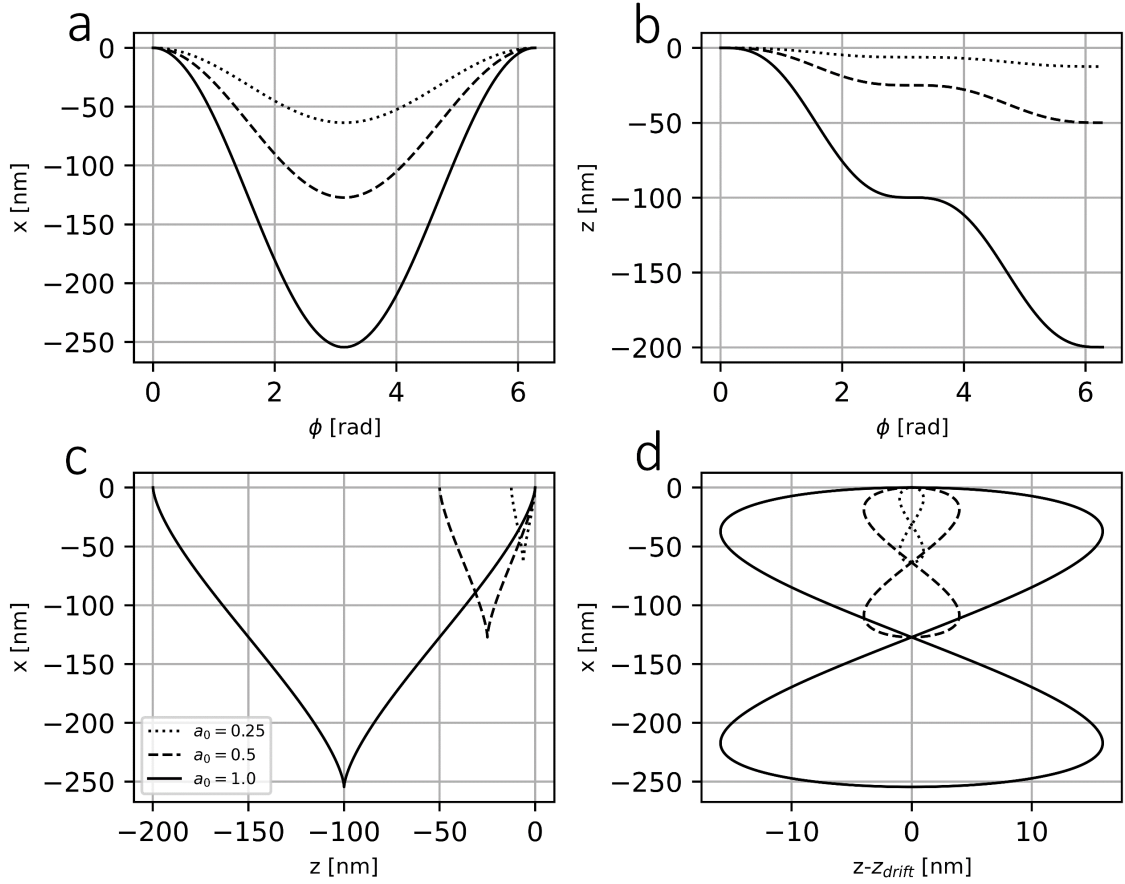 a
0
−50
−100
−150
−200
−250
x [nm]
0 2 4 6
ϕ [rad]
b
0
−50
−100
−150
−200
z [nm]
0 2 4 6
ϕ [rad]
c
0
−50
−100
−150
−200
−250
x [nm]
a₀ = 0.25
a₀ = 0.5
a₀ = 1.0
−200 −150 −100 −50 0
z [nm]
d
0
−50
−100
−150
−200
−250
x [nm]
−10 0 10
z-z_drift [nm]